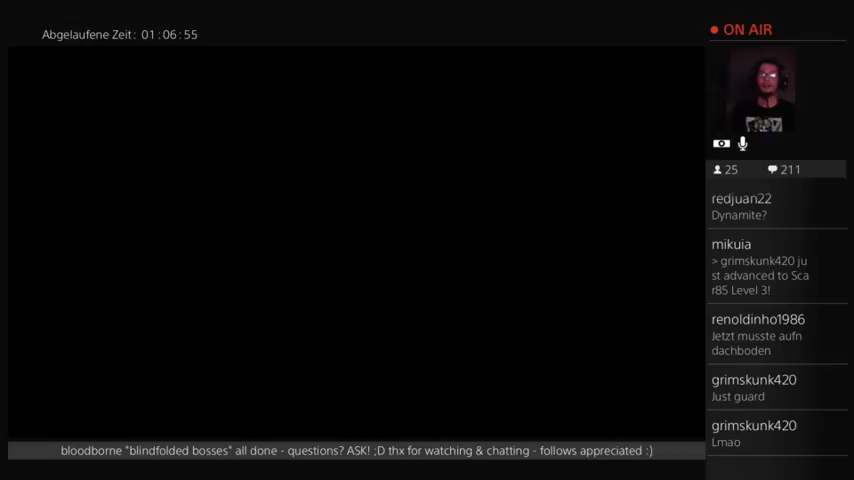 Abgelaufene Zeit: 01:06:55
ON AIR
25 211
redjuan22
Dynamite?
mikuia
> grimskunk420 ju
st advanced to Sca
r85 Level 3!
renoldinho1986
Jetzt musste aufn
dachboden
grimskunk420
Just guard
grimskunk420
Lmao
bloodborne "blindfolded bosses" all done - questions? ASK! ;D thx for watching & chatting - follows appreciated :)